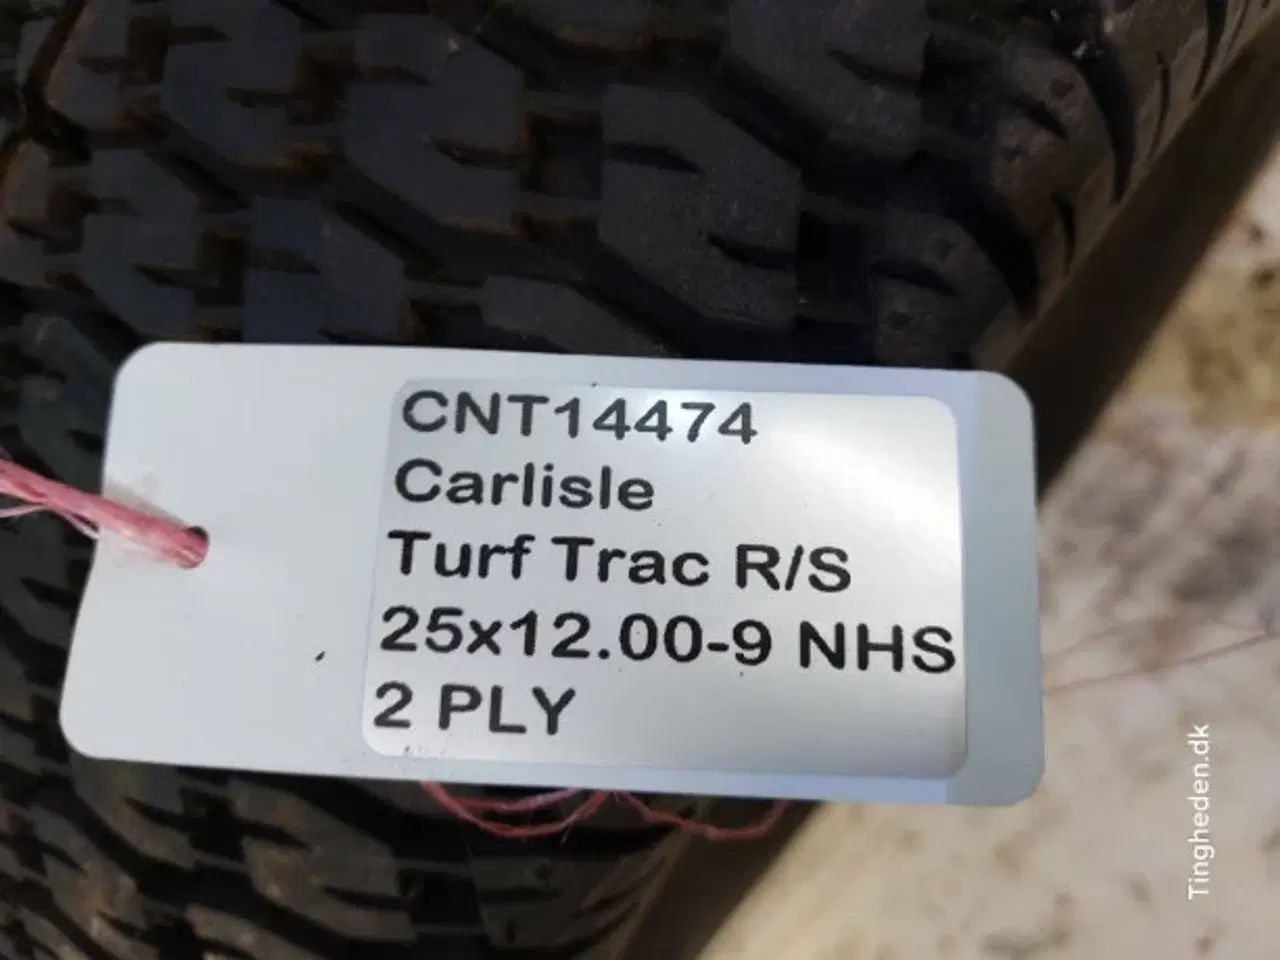 CNT14474
Carlisle
Turf Trac R/S
25x12.00-9 NHS
2 PLY
Tingheden.dk